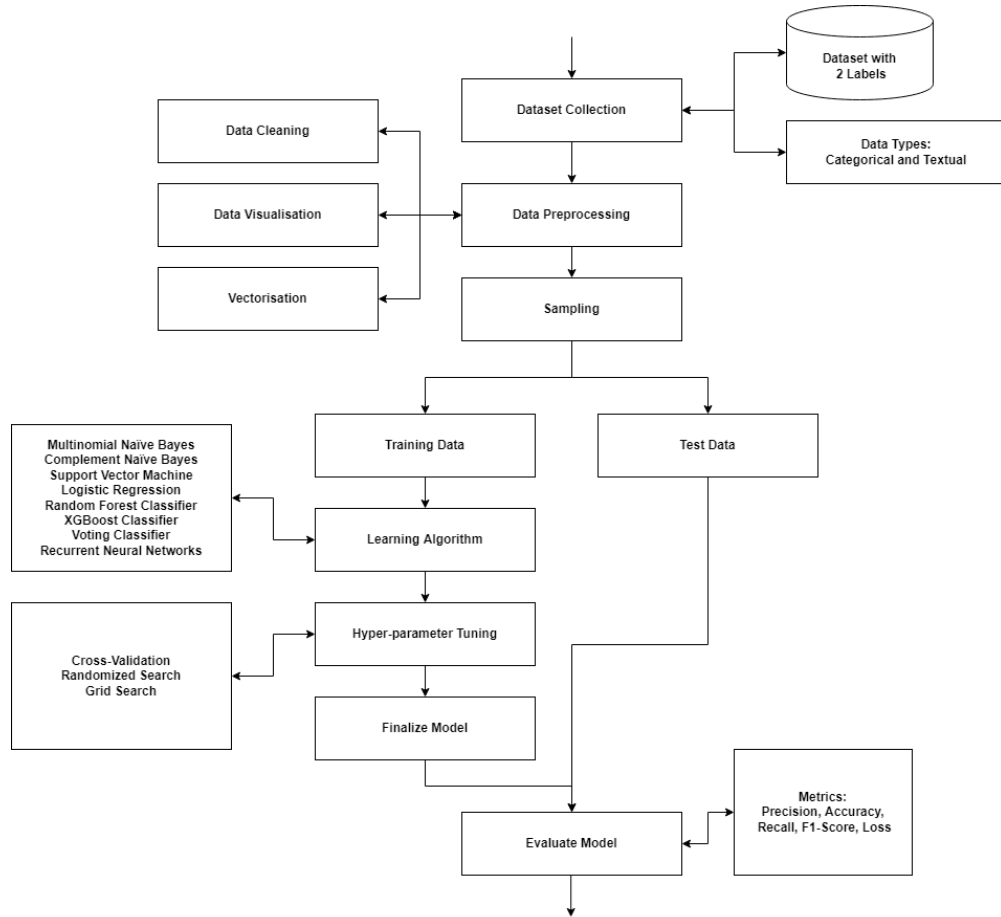 Dataset with
2 Labels
Dataset Collection
Data Cleaning
Data Types:
Categorical and Textual
Data Visualisation
Data Preprocessing
Vectorisation
Sampling
Training Data
Test Data
Multinomial Naïve Bayes
Complement Naïve Bayes
Support Vector Machine
Logistic Regression
Random Forest Classifier
XGBoost Classifier
Voting Classifier
Recurrent Neural Networks
Learning Algorithm
Hyper-parameter Tuning
Cross-Validation
Randomized Search
Grid Search
Finalize Model
Metrics:
Precision, Accuracy,
Recall, F1-Score, Loss
Evaluate Model